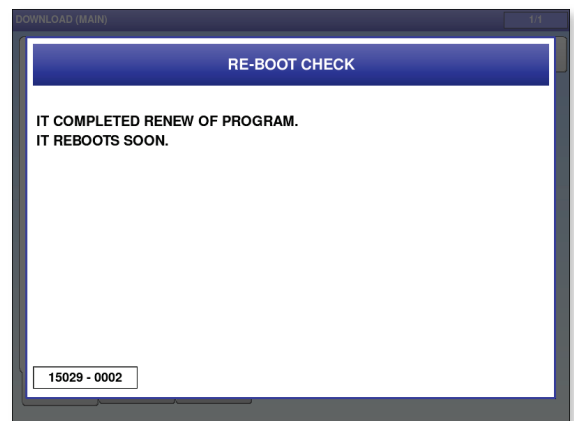 DOWNLOAD (MAIN)
1/1
RE-BOOT CHECK
IT COMPLETED RENEW OF PROGRAM.
IT REBOOTS SOON.
15029 - 0002